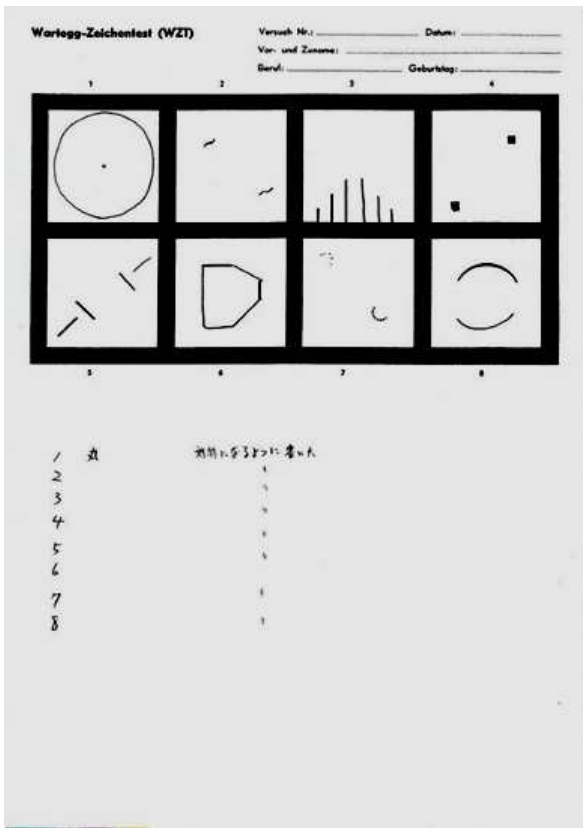 Wartegg-Zeichentest (WZT)
Versuch Nr.: Datum:
Vor- und Zuname:
Beruf: Geburtstag:
1 2 3 4
5 6 7 8
1 丸 対称になるように書いた
2 〃
3 〃
4 〃
5 〃
6 〃
7 〃
8 〃